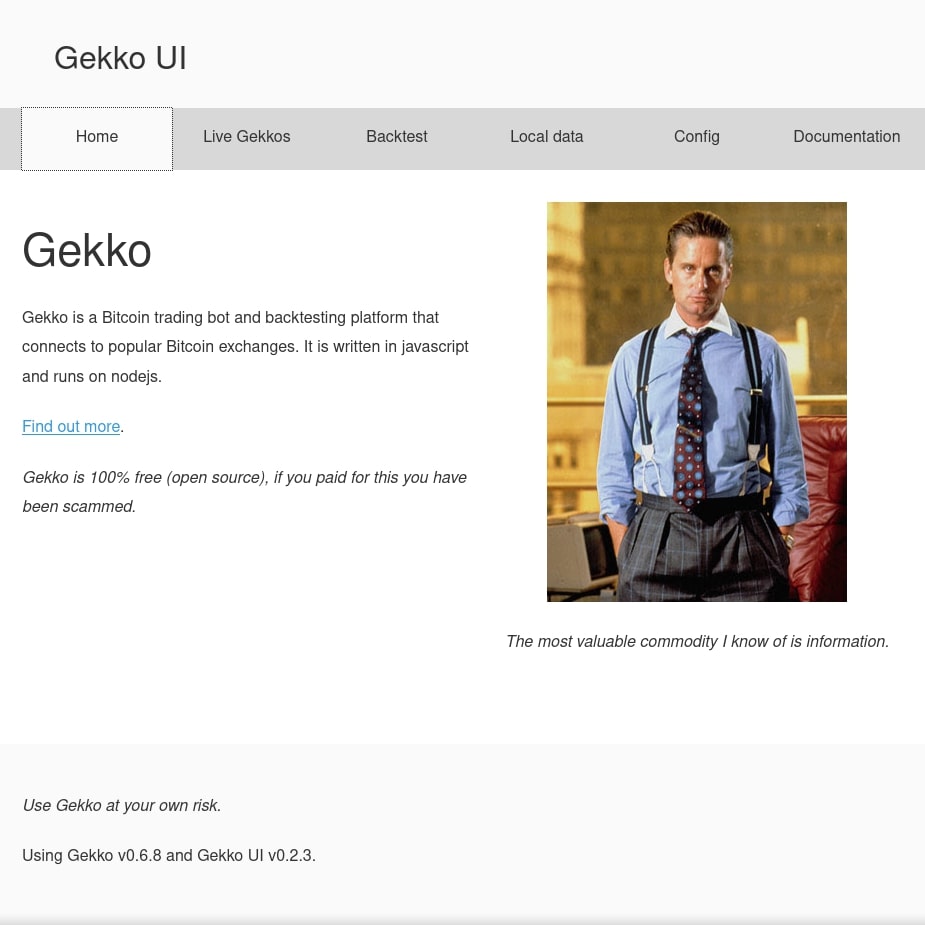 Gekko UI
Home
Live Gekkos
Backtest
Local data
Config
Documentation
Gekko
Gekko is a Bitcoin trading bot and backtesting platform that
connects to popular Bitcoin exchanges. It is written in javascript
and runs on nodejs.
Find out more.
Gekko is 100% free (open source), if you paid for this you have
been scammed.
The most valuable commodity I know of is information.
Use Gekko at your own risk.
Using Gekko v0.6.8 and Gekko UI v0.2.3.